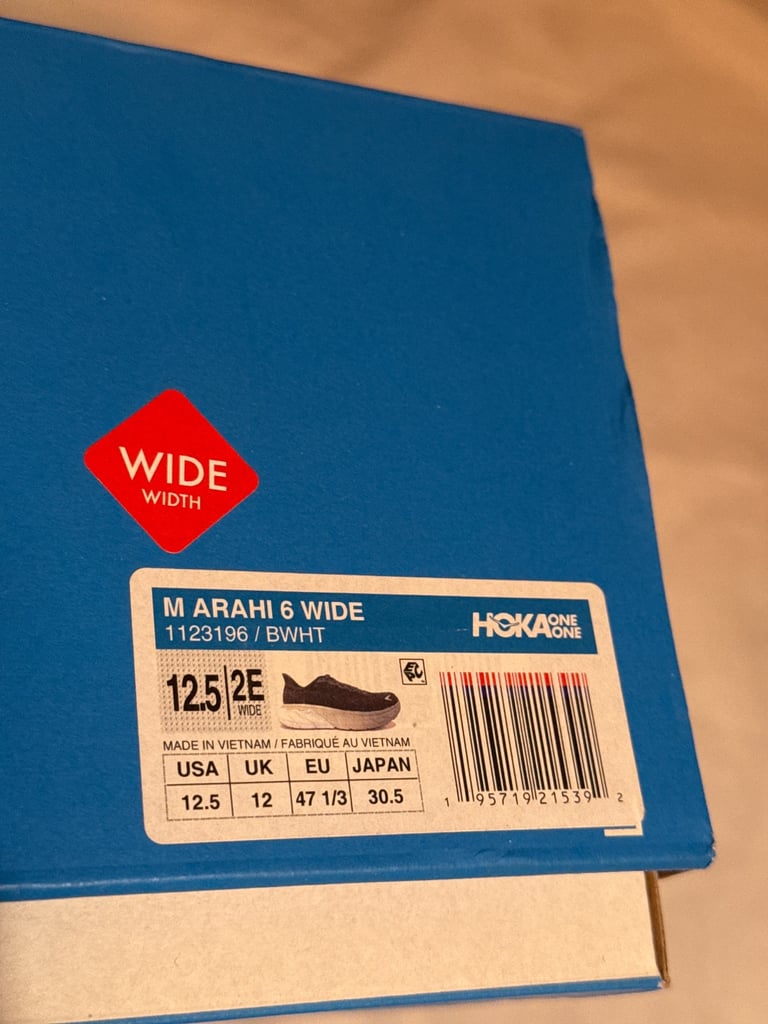 WIDE
WIDTH
M ARAHI 6 WIDE
1123196 / BWHT
HOKA ONE ONE
12.5 2E WIDE
MADE IN VIETNAM / FABRIQUÉ AU VIETNAM
USA UK EU JAPAN
12.5 12 47 1/3 30.5
1 95719 21539 2